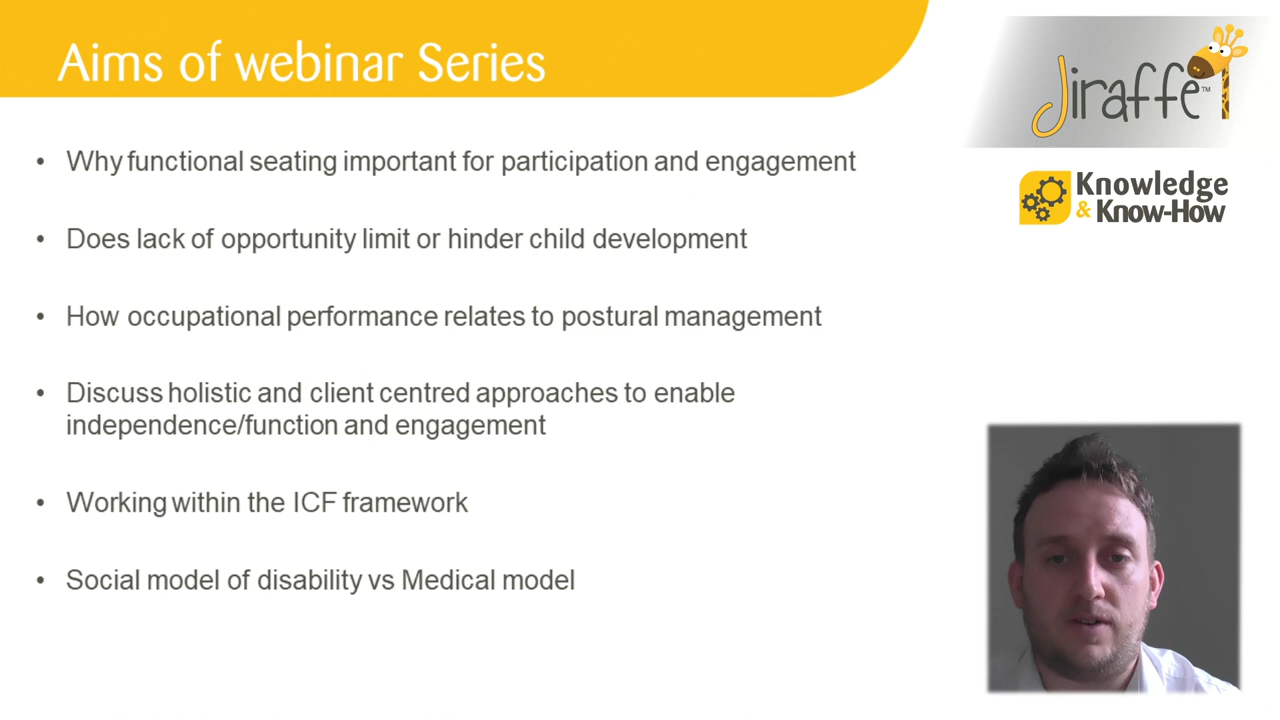 Aims of webinar Series
Jiraffe™
Knowledge
& Know-How
• Why functional seating important for participation and engagement
• Does lack of opportunity limit or hinder child development
• How occupational performance relates to postural management
• Discuss holistic and client centred approaches to enable
independence/function and engagement
• Working within the ICF framework
• Social model of disability vs Medical model